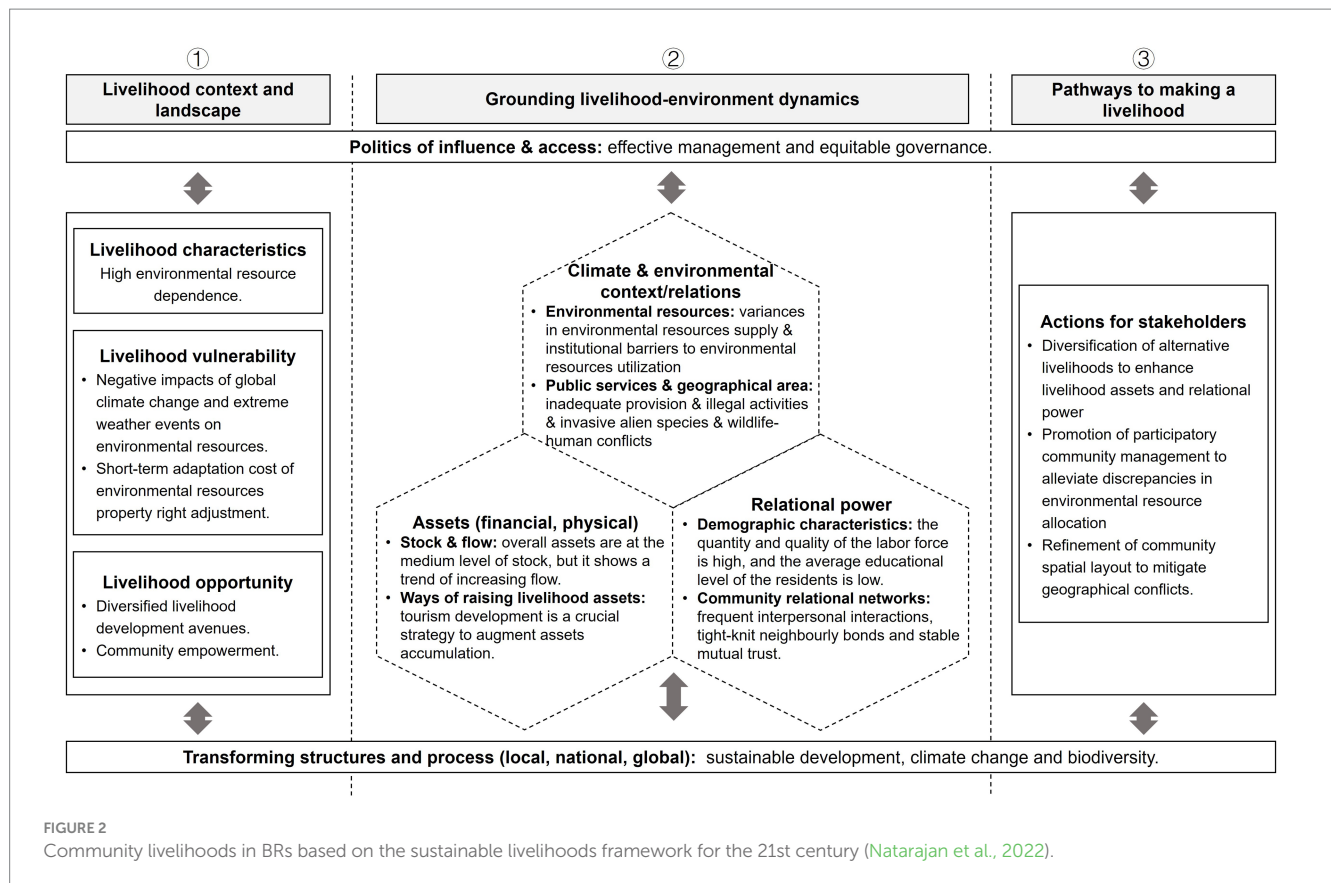 ①
Livelihood context and
landscape
②
Grounding livelihood-environment dynamics
③
Pathways to making a
livelihood
Politics of influence & access: effective management and equitable governance.
Livelihood characteristics
High environmental resource
dependence.
Livelihood vulnerability
• Negative impacts of global
climate change and extreme
weather events on
environmental resources.
• Short-term adaptation cost of
environmental resources
property right adjustment.
Livelihood opportunity
• Diversified livelihood
development avenues.
• Community empowerment.
Climate & environmental
context/relations
• Environmental resources: variances
in environmental resources supply &
institutional barriers to environmental
resources utilization
• Public services & geographical area:
inadequate provision & illegal activities
& invasive alien species & wildlife-
human conflicts
Assets (financial, physical)
• Stock & flow: overall assets are at the
medium level of stock, but it shows a
trend of increasing flow.
• Ways of raising livelihood assets:
tourism development is a crucial
strategy to augment assets
accumulation.
Relational power
• Demographic characteristics: the
quantity and quality of the labor force
is high, and the average educational
level of the residents is low.
• Community relational networks:
frequent interpersonal interactions,
tight-knit neighbourly bonds and stable
mutual trust.
Actions for stakeholders
• Diversification of alternative
livelihoods to enhance
livelihood assets and relational
power
• Promotion of participatory
community management to
alleviate discrepancies in
environmental resource
allocation
• Refinement of community
spatial layout to mitigate
geographical conflicts.
Transforming structures and process (local, national, global): sustainable development, climate change and biodiversity.
FIGURE 2
Community livelihoods in BRs based on the sustainable livelihoods framework for the 21st century (Natarajan et al., 2022).